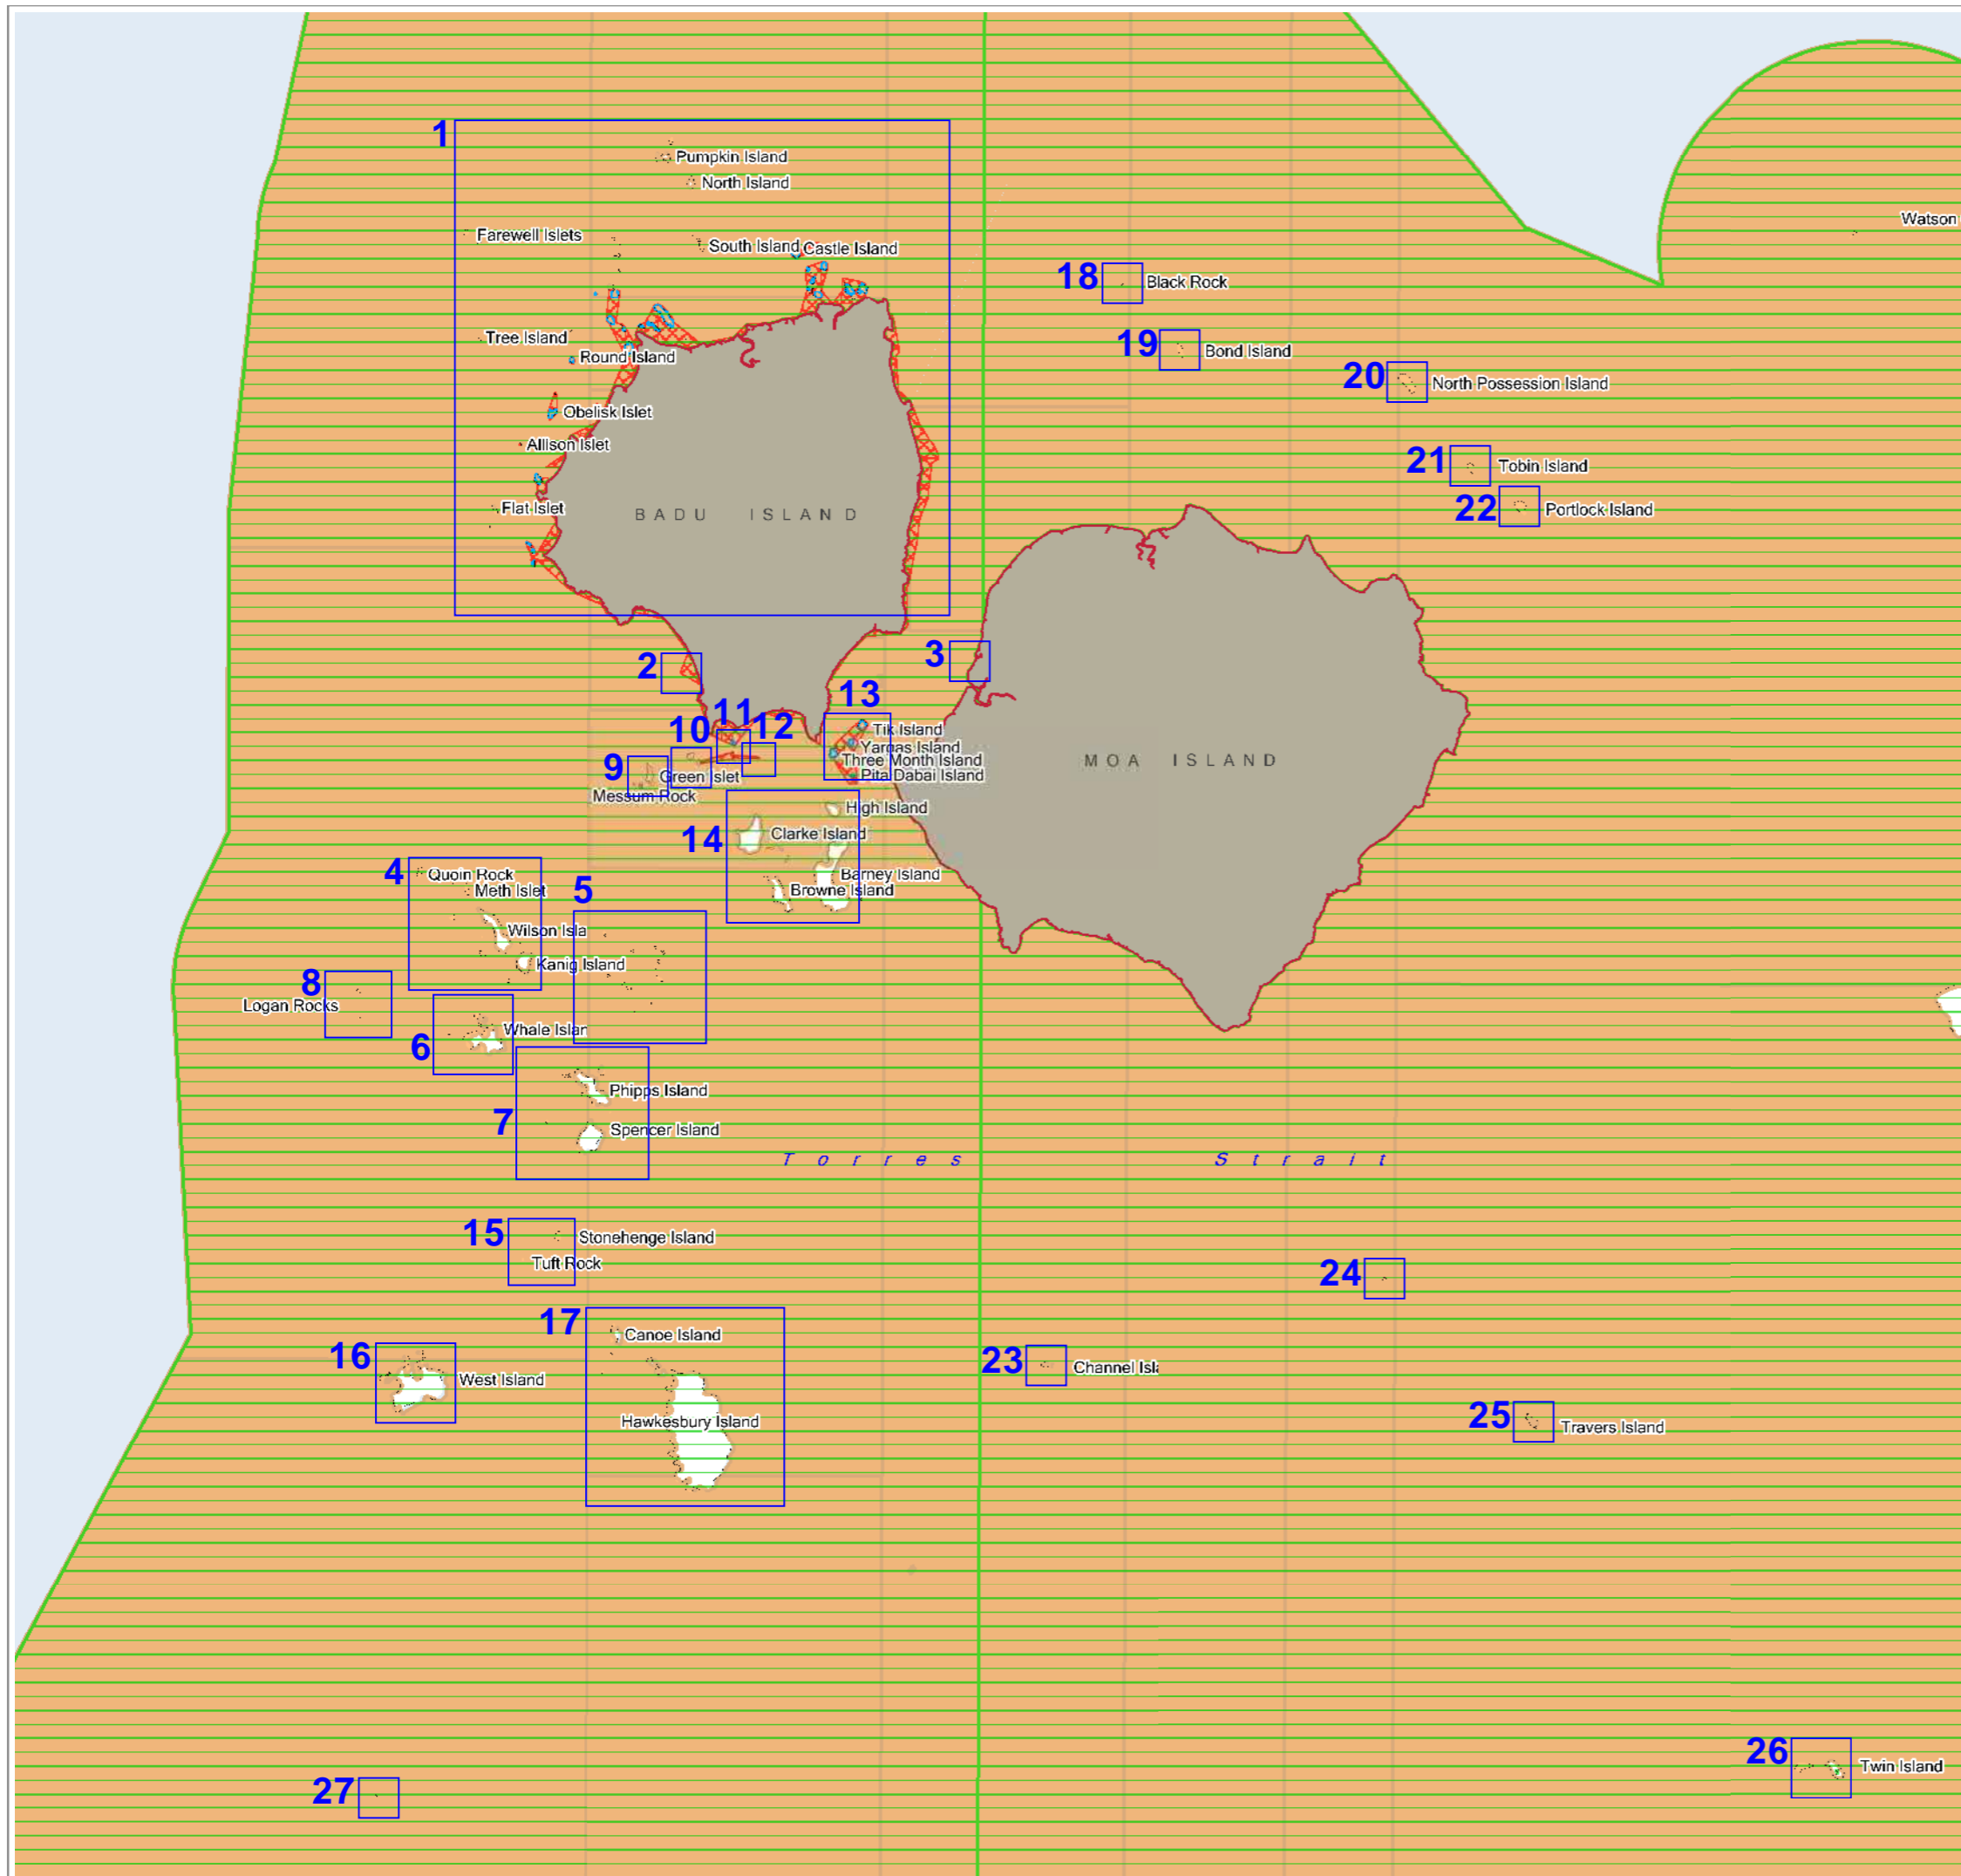 1
Pumpkin Island
North Island
Watson
Farewell Islets
South Island
Castle Island
18
Black Rock
Tree Island
Round Island
19
Bond Island
20
North Possession Island
Obelisk Islet
Allison Islet
21
Tobin Island
Flat Islet
BADU ISLAND
22
Portlock Island
2
3
13
11
10
12
Tik Island
Yargas Island
Three Month Island
Pita Dabai Island
MOA ISLAND
9
Green Islet
Messum Rock
High Island
14
Clarke Island
4
Quoin Rock
Meth Islet
5
Barney Island
Browne Island
Wilson Isla
Kanig Island
8
Logan Rocks
6
Whale Islan
Phipps Island
7
Spencer Island
Torres Strait
15
Stonehenge Island
Tuft Rock
24
17
Canoe Island
16
West Island
23
Channel Isl
Hawkesbury Island
25
Travers Island
26
Twin Island
27